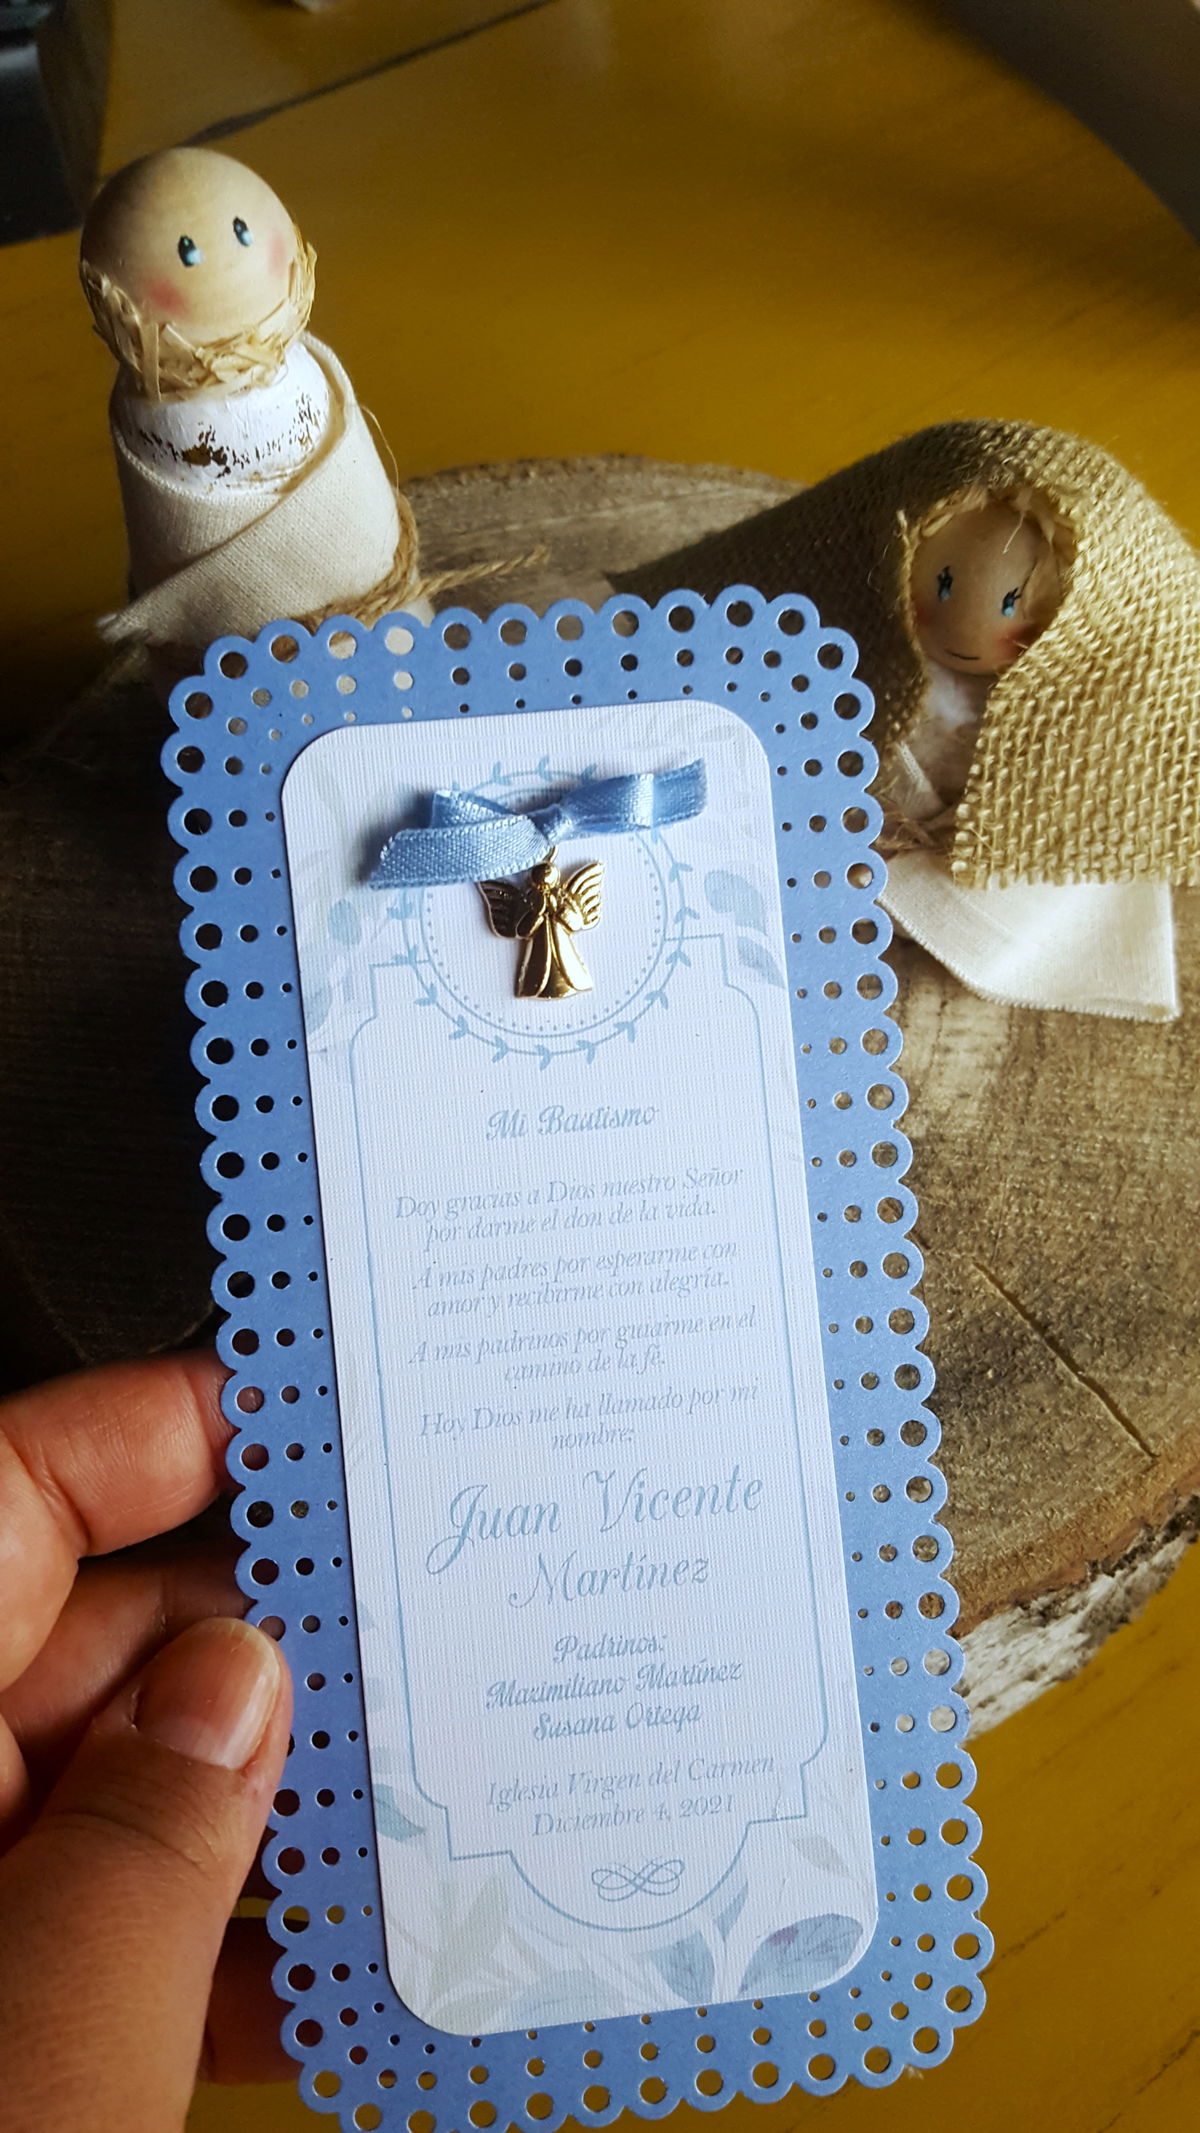 Mi Bautismo
Doy gracias a Dios nuestro Señor
por darme el don de la vida.
A mis padres por esperarme con
amor y recibirme con alegría.
A mis padrinos por guiarme en el
camino de la fe.
Hoy Dios me ha llamado por mi
nombre:
Juan Vicente
Martínez
Padrinos:
Maximiliano Martínez
Susana Ortega
Iglesia Virgen del Carmen
Diciembre 4, 2021